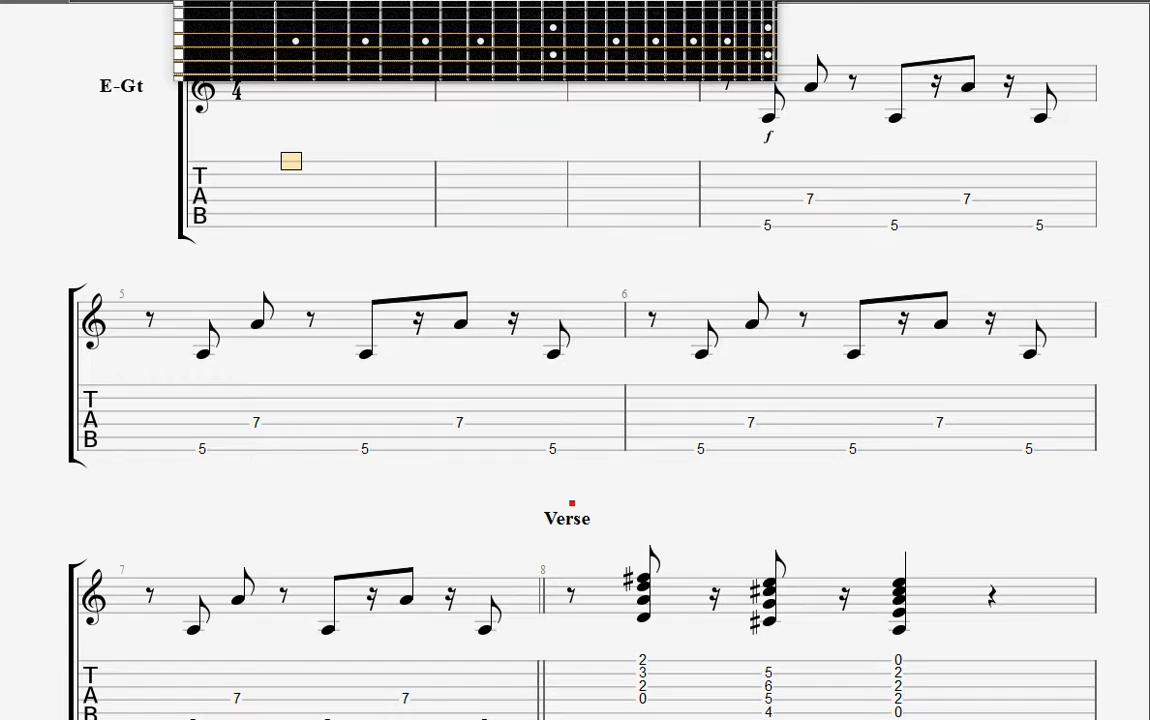 E-Gt
4
f
T
A
B
7 7
5 5 5
5 6
T
A
B
7 7 7 7
5 5 5 5 5 5
Verse
7 8
2 0
T 3 5 2
2 6 2
A 7 7 0 5 2
B 4 0